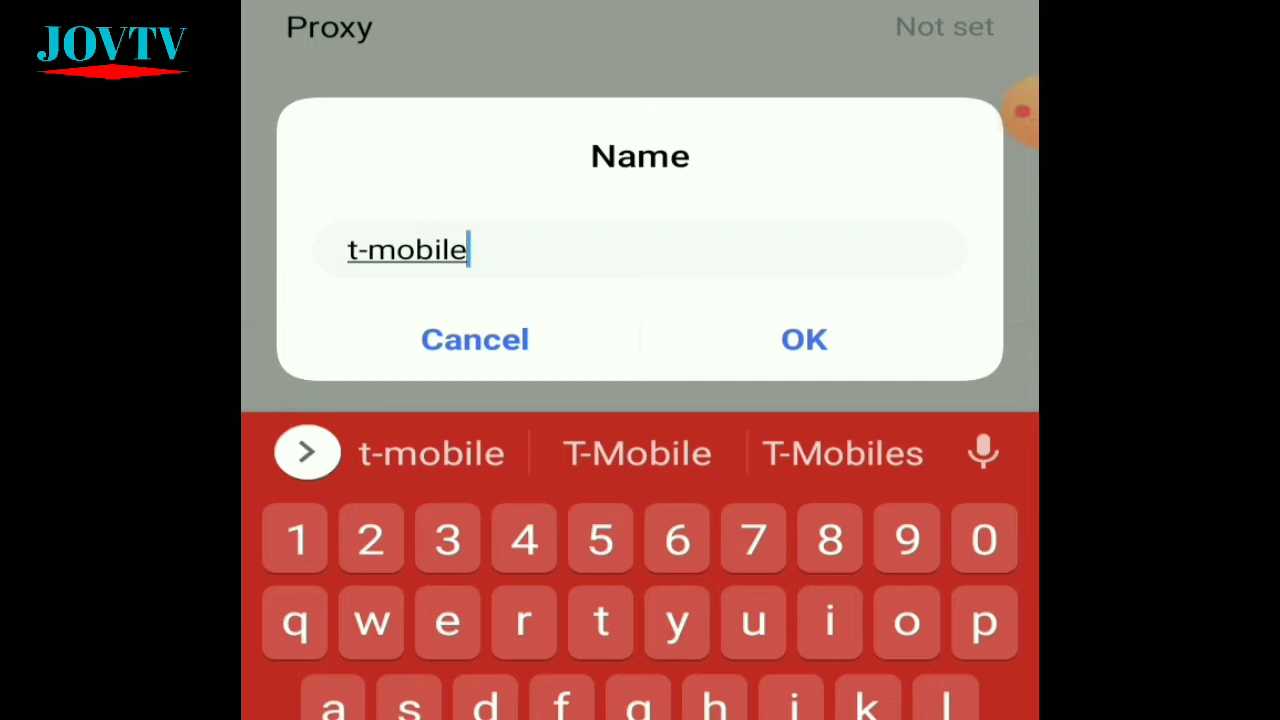 JOVTV
Proxy Not set
Name
t-mobile
Cancel OK
t-mobile T-Mobile T-Mobiles
1 2 3 4 5 6 7 8 9 0
q w e r t y u i o p
a s d f g h j k l